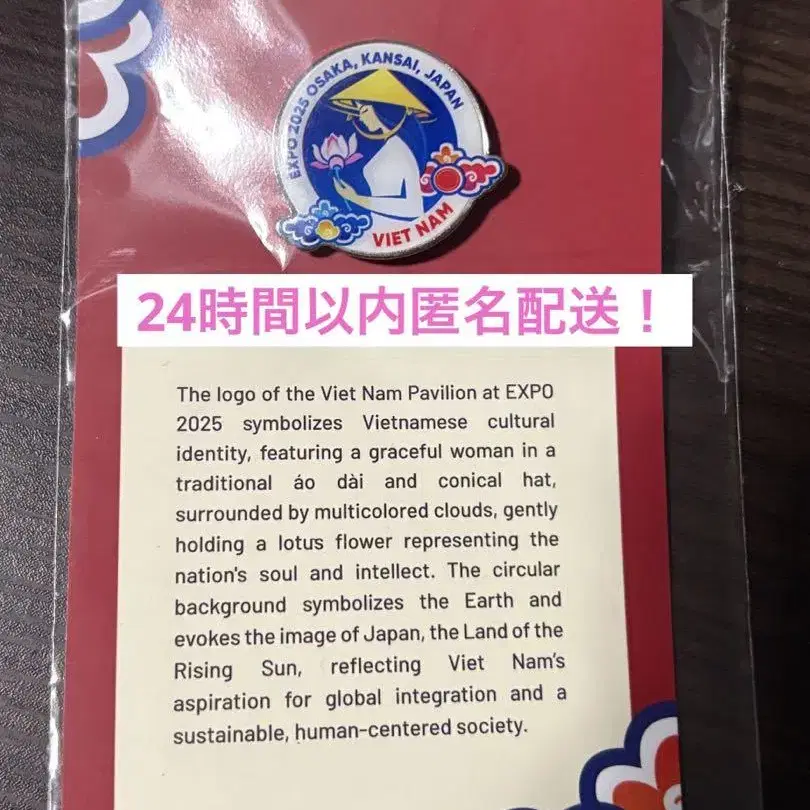 EXPO 2025 OSAKA, KANSAI, JAPAN
VIET NAM
24時間以内匿名配送！
The logo of the Viet Nam Pavilion at EXPO
2025 symbolizes Vietnamese cultural
identity, featuring a graceful woman in a
traditional áo dài and conical hat,
surrounded by multicolored clouds, gently
holding a lotus flower representing the
nation's soul and intellect. The circular
background symbolizes the Earth and
evokes the image of Japan, the Land of the
Rising Sun, reflecting Viet Nam's
aspiration for global integration and a
sustainable, human-centered society.